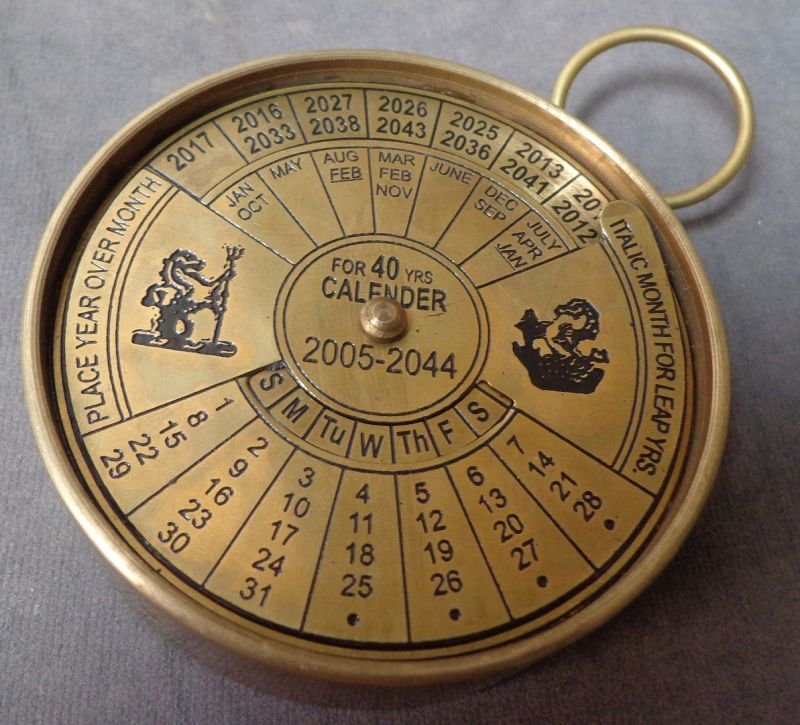 2017
2016
2033
2027
2038
2026
2043
2025
2036
2013
2041
2012
JAN
OCT
MAY
AUG
FEB
MAR
FEB
NOV
JUNE
DEC
SEP
JULY
APR
JAN
PLACE YEAR OVER MONTH
ITALIC MONTH FOR LEAP YRS.
FOR 40 YRS
CALENDER
2005-2044
S M Tu W Th F S
1
8
15
22
29
2
9
16
23
30
3
10
17
24
31
4
11
18
25
5
12
19
26
6
13
20
27
7
14
21
28